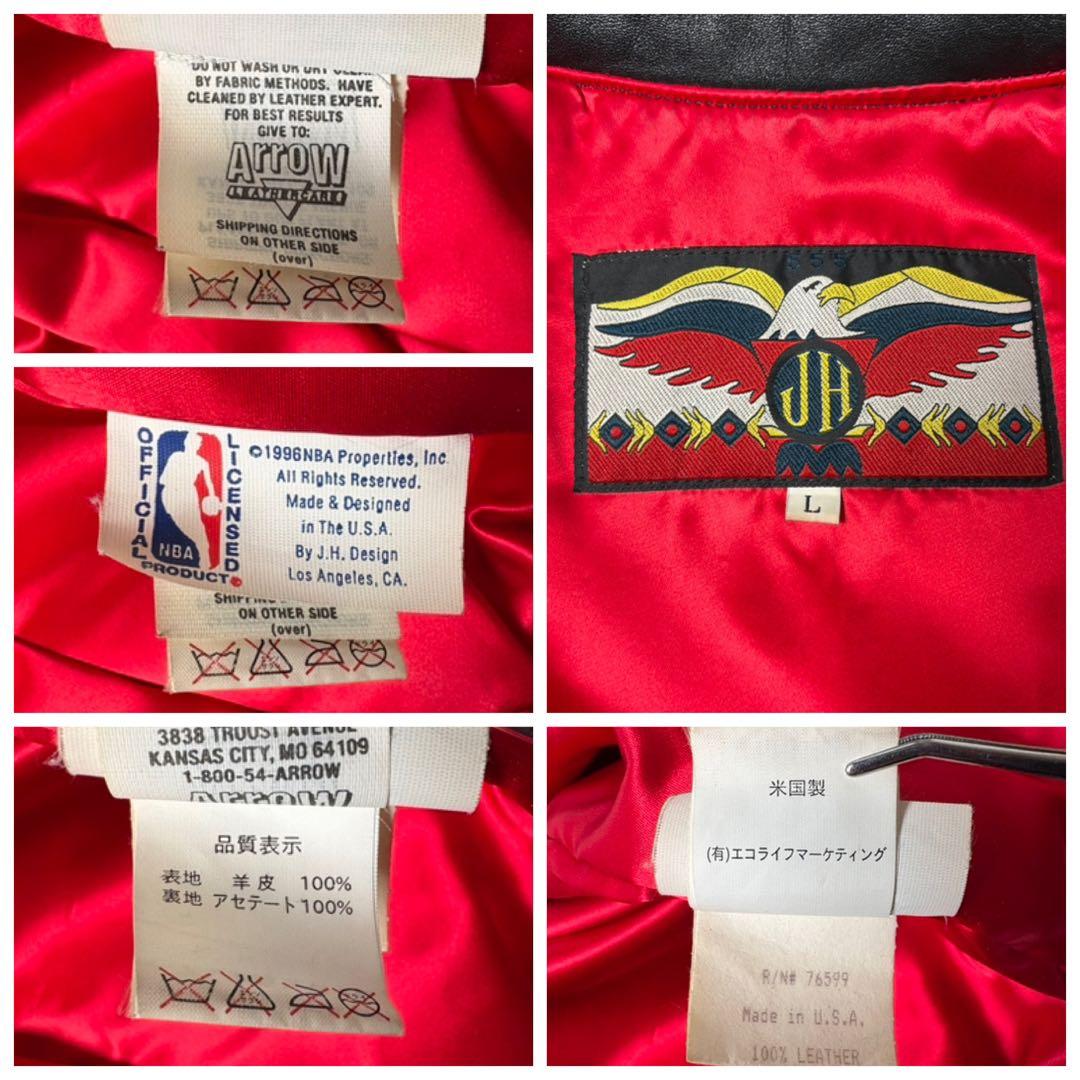 DO NOT WASH OR DRY CLEAN
BY FABRIC METHODS. HAVE
CLEANED BY LEATHER EXPERT.
FOR BEST RESULTS
GIVE TO:
Arrow
LEATHERCARE
SHIPPING DIRECTIONS
ON OTHER SIDE
(over)
555
JH
L
OFFICIAL
LICENSED
NBA
PRODUCT®
©1996NBA Properties, Inc.
All Rights Reserved.
Made & Designed
in The U.S.A.
By J.H. Design
Los Angeles, CA.
SHIPPING
ON OTHER SIDE
(over)
3838 TROOST AVENUE
KANSAS CITY, MO 64109
1-800-54-ARROW
Arrow
品質表示
表地 羊皮 100%
裏地 アセテート100%
米国製
(有)エコライフマーケティング
R/N# 76599
Made in U.S.A.
100% LEATHER